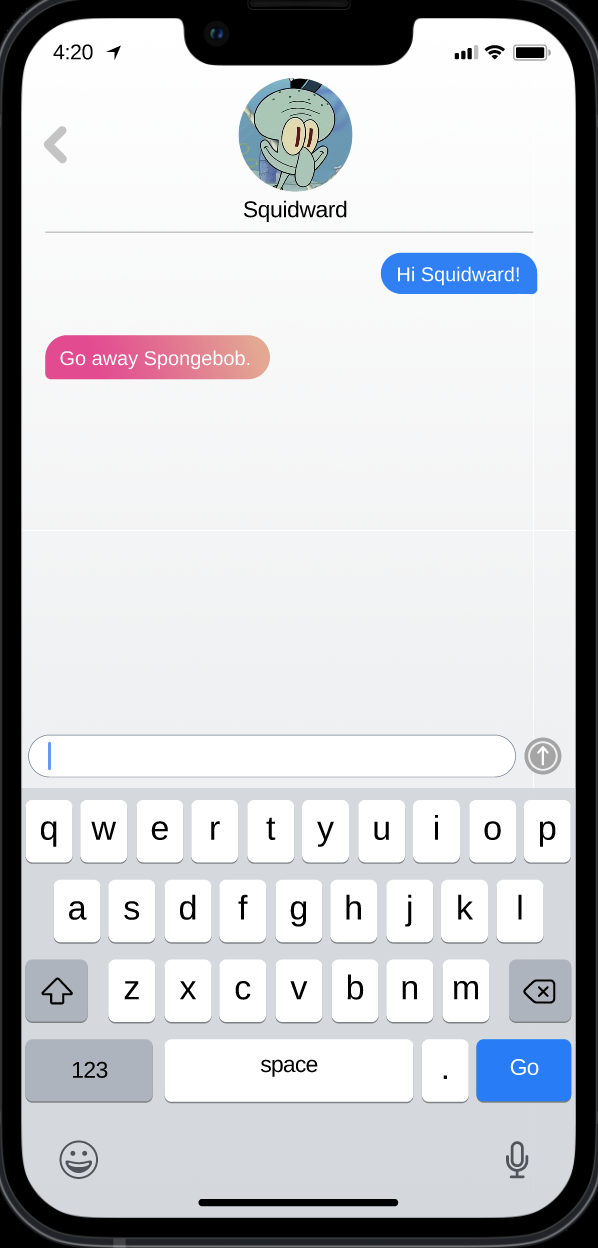 4:20
Squidward
Hi Squidward!
Go away Spongebob.
q w e r t y u i o p
a s d f g h j k l
z x c v b n m
123 space . Go